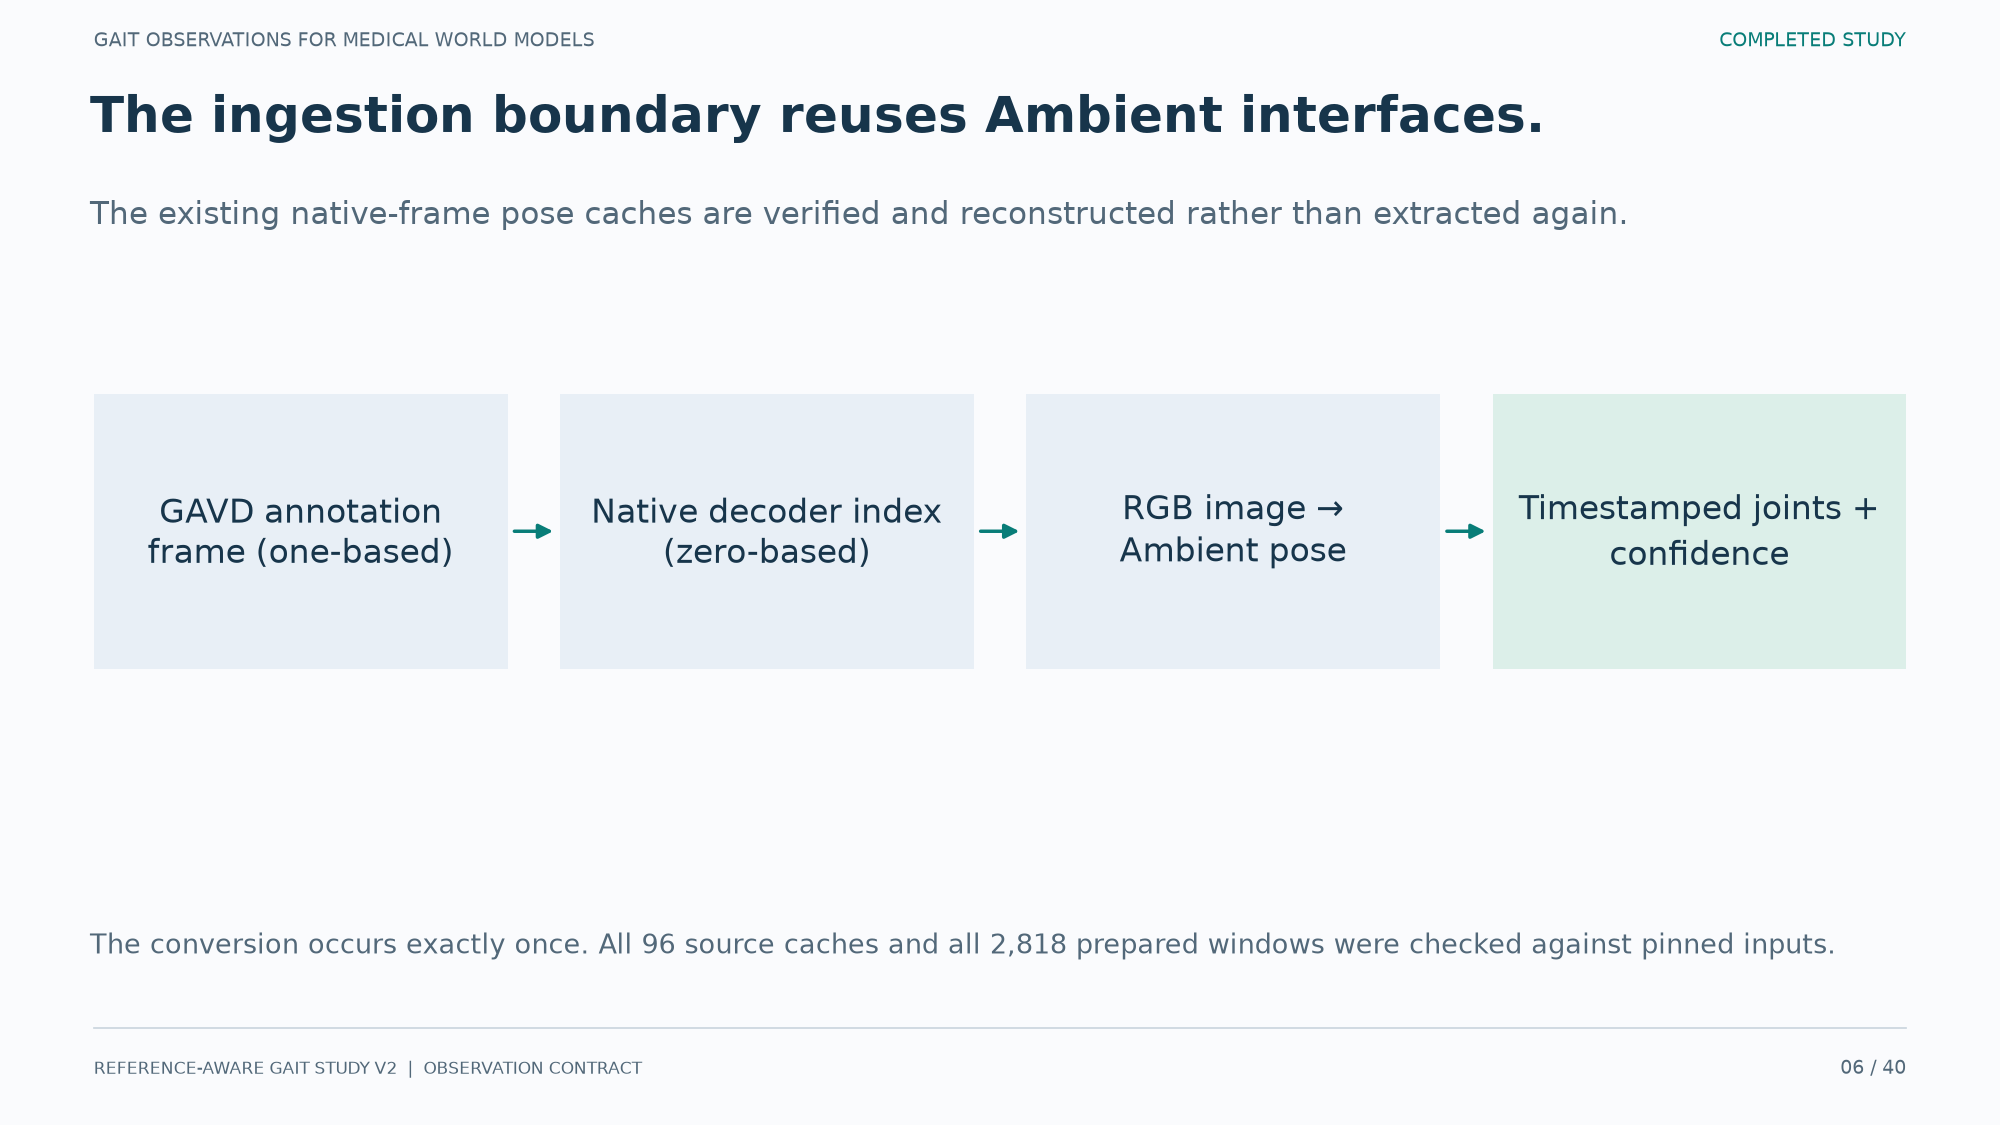 GAIT OBSERVATIONS FOR MEDICAL WORLD MODELS
COMPLETED STUDY
The ingestion boundary reuses Ambient interfaces.
The existing native-frame pose caches are verified and reconstructed rather than extracted again.
GAVD annotation
frame (one-based)
Native decoder index
(zero-based)
RGB image →
Ambient pose
Timestamped joints +
confidence
The conversion occurs exactly once. All 96 source caches and all 2,818 prepared windows were checked against pinned inputs.
REFERENCE-AWARE GAIT STUDY V2 | OBSERVATION CONTRACT
06 / 40